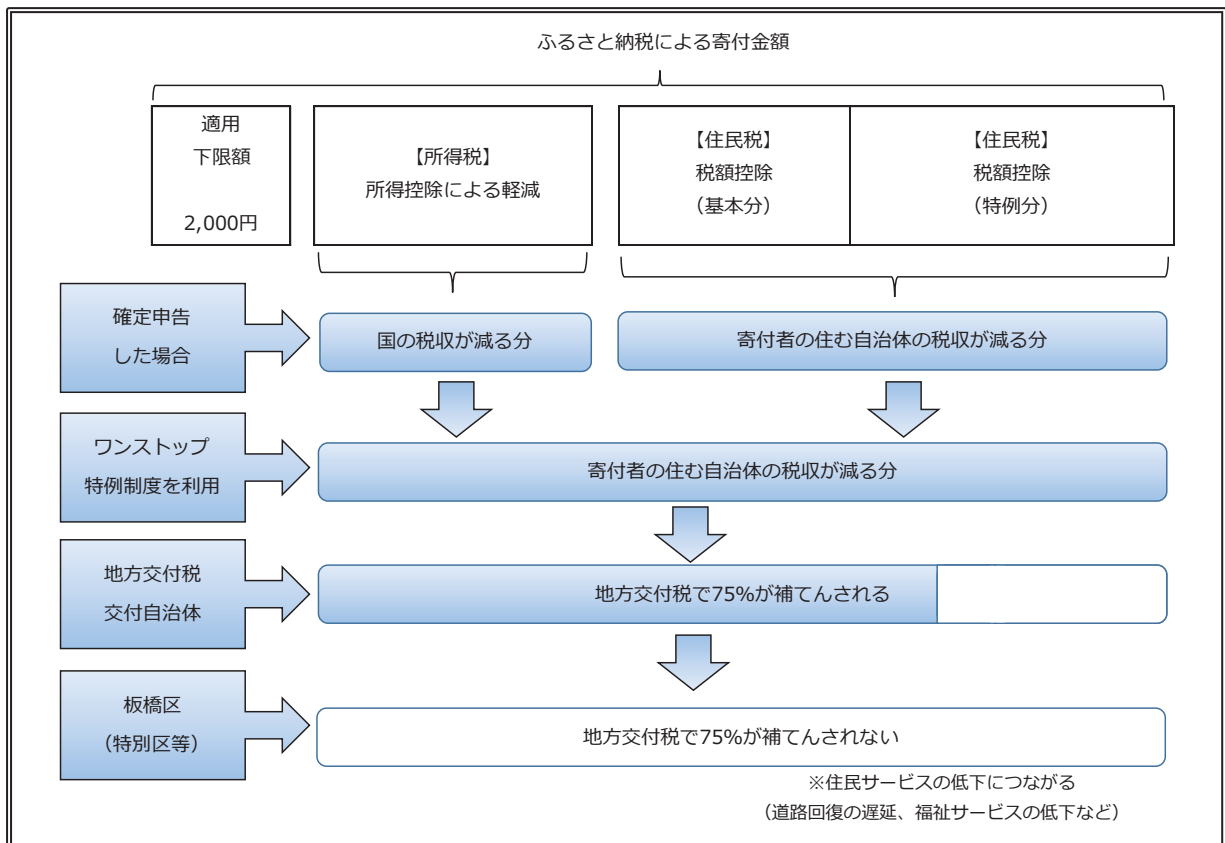 ふるさと納税による寄付金額
適用
下限額
2,000円
【所得税】
所得控除による軽減
【住民税】
税額控除
(基本分)
【住民税】
税額控除
(特例分)
確定申告
した場合
国の税収が減る分
寄付者の住む自治体の税収が減る分
ワンストップ
特例制度を利用
寄付者の住む自治体の税収が減る分
地方交付税
交付自治体
地方交付税で75%が補てんされる
板橋区
(特別区等)
地方交付税で75%が補てんされない
※住民サービスの低下につながる
(道路回復の遅延、福祉サービスの低下など)